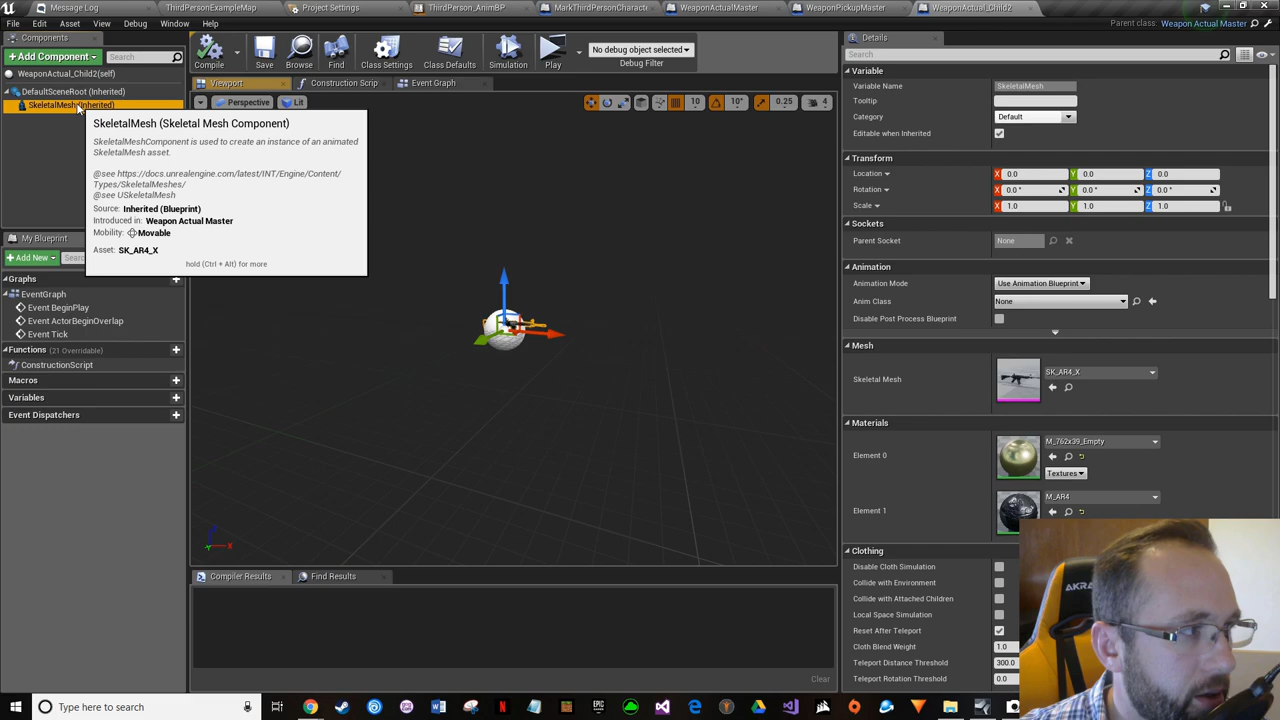 Message Log
ThirdPersonExampleMap
Project Settings
ThirdPerson_AnimBP
MarkThirdPersonCharacte
WeaponActualMaster
WeaponPickupMaster
WeaponActual_Child2
File
Edit
Asset
View
Debug
Window
Help
Parent class: Weapon Actual Master
Components
+ Add Component
Search
WeaponActual_Child2(self)
DefaultSceneRoot (Inherited)
SkeletalMesh (Inherited)
Compile
Save
Browse
Find
Class Settings
Class Defaults
Simulation
Play
No debug object selected
Debug Filter
Viewport
Construction Scrip
Event Graph
Perspective
Lit
10
10°
0.25
4
SkeletalMesh (Skeletal Mesh Component)
SkeletalMeshComponent is used to create an instance of an animated
SkeletalMesh asset.
@see https://docs.unrealengine.com/latest/INT/Engine/Content/
Types/SkeletalMeshes/
@see USkeletalMesh
Source: Inherited (Blueprint)
Introduced in: Weapon Actual Master
Mobility: Movable
Asset: SK_AR4_X
hold (Ctrl + Alt) for more
My Blueprint
+ Add New
Graphs
EventGraph
Event BeginPlay
Event ActorBeginOverlap
Event Tick
Functions (21 Overridable)
ConstructionScript
Macros
Variables
Event Dispatchers
Compiler Results
Find Results
Clear
Details
Search
Variable
Variable Name
SkeletalMesh
Tooltip
Category
Default
Editable when Inherited
Transform
Location
X 0.0
Y 0.0
Z 0.0
Rotation
X 0.0 °
Y 0.0 °
Z 0.0 °
Scale
X 1.0
Y 1.0
Z 1.0
Sockets
Parent Socket
None
Animation
Animation Mode
Use Animation Blueprint
Anim Class
None
Disable Post Process Blueprint
Mesh
Skeletal Mesh
SK_AR4_X
Materials
Element 0
M_762x39_Empty
Textures
Element 1
M_AR4
Clothing
Disable Cloth Simulation
Collide with Environment
Collide with Attached Children
Local Space Simulation
Reset After Teleport
Cloth Blend Weight
1.0
Teleport Distance Threshold
300.0
Teleport Rotation Threshold
0.0
AKRA
Type here to search